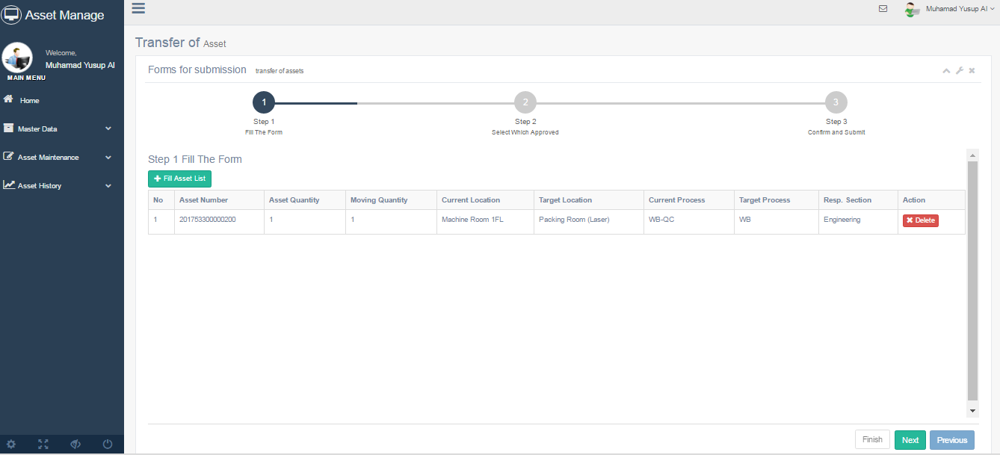 Asset Manage
Muhamad Yusup Al
Welcome,
Muhamad Yusup Al
MAIN MENU
Home
Master Data
Asset Maintenance
Asset History
Transfer of Asset
Forms for submission transfer of assets
1 2 3
Step 1 Step 2 Step 3
Fill The Form Select Which Approved Confirm and Submit
Step 1 Fill The Form
Fill Asset List
No Asset Number Asset Quantity Moving Quantity Current Location Target Location Current Process Target Process Resp. Section Action
1 201753300000200 1 1 Machine Room 1FL Packing Room (Laser) WB-QC WB Engineering Delete
Finish Next Previous